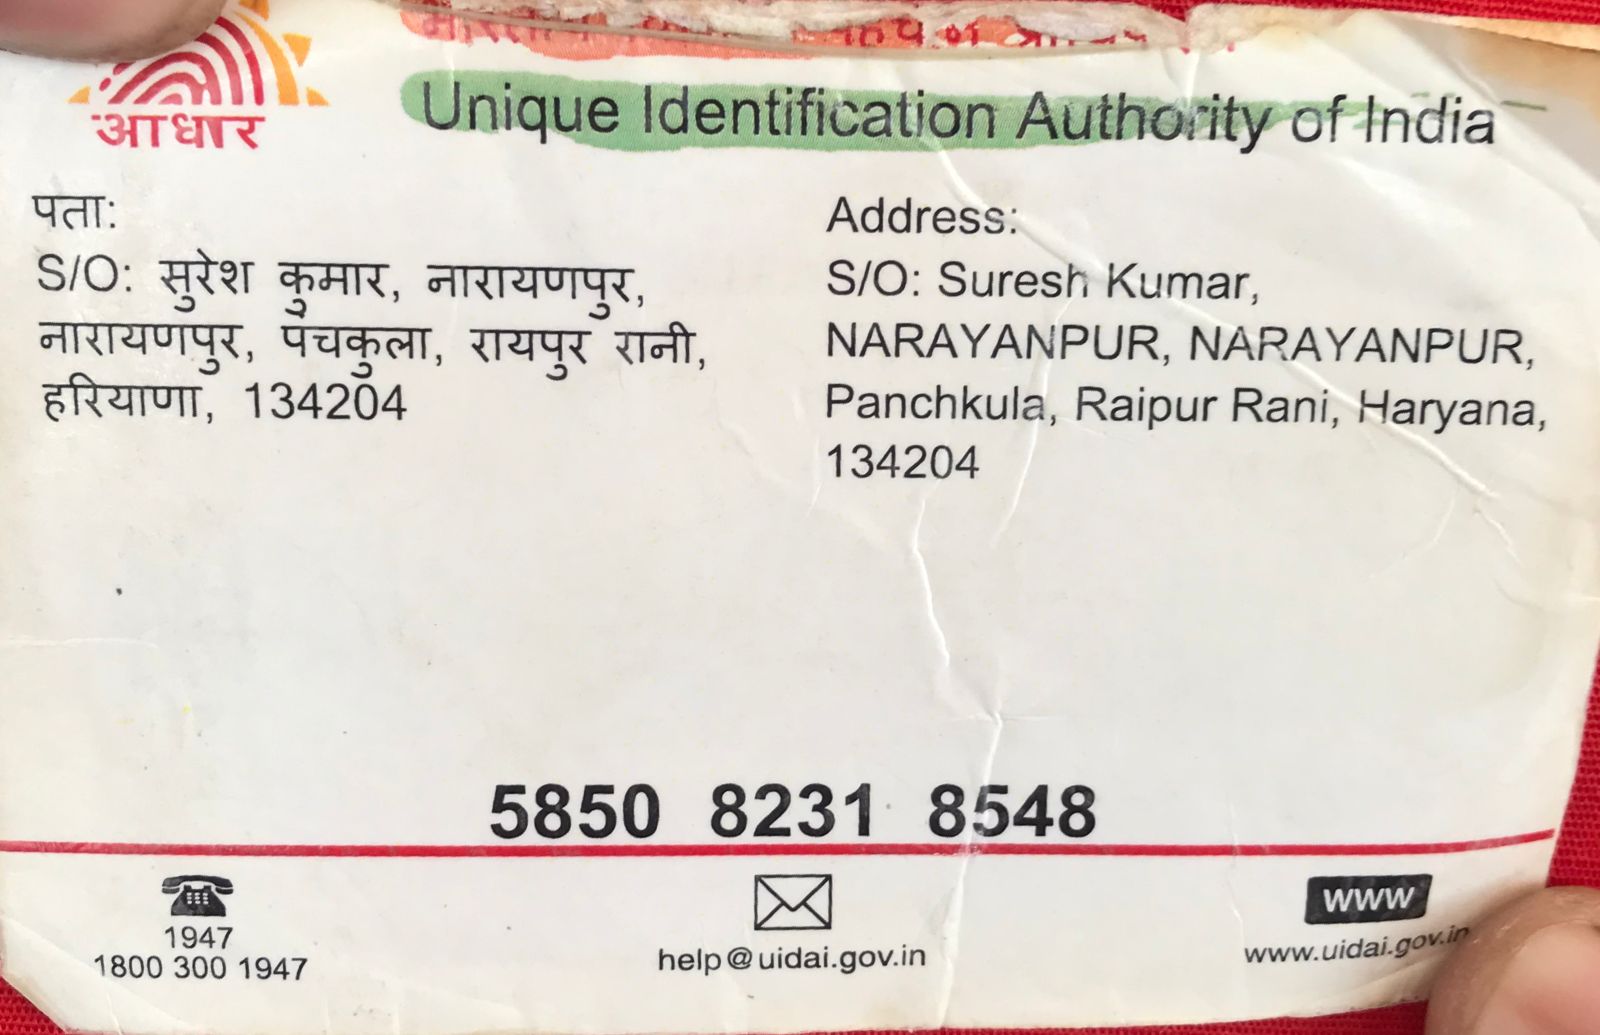 आधार
Unique Identification Authority of India
पता:
S/O: सुरेश कुमार, नारायणपुर,
नारायणपुर, पंचकुला, रायपुर रानी,
हरियाणा, 134204
Address:
S/O: Suresh Kumar,
NARAYANPUR, NARAYANPUR,
Panchkula, Raipur Rani, Haryana,
134204
5850 8231 8548
1947
1800 300 1947
help@uidai.gov.in
www
www.uidai.gov.in